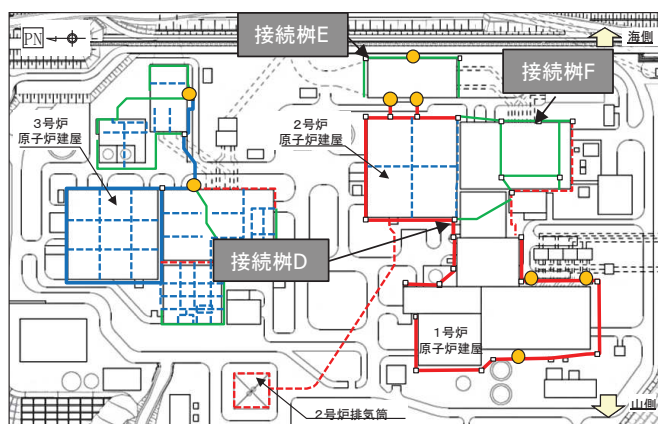 PN
接続桝E
海側
接続桝F
3号炉
原子炉建屋
2号炉
原子炉建屋
接続桝D
1号炉
原子炉建屋
2号炉排気筒
山側